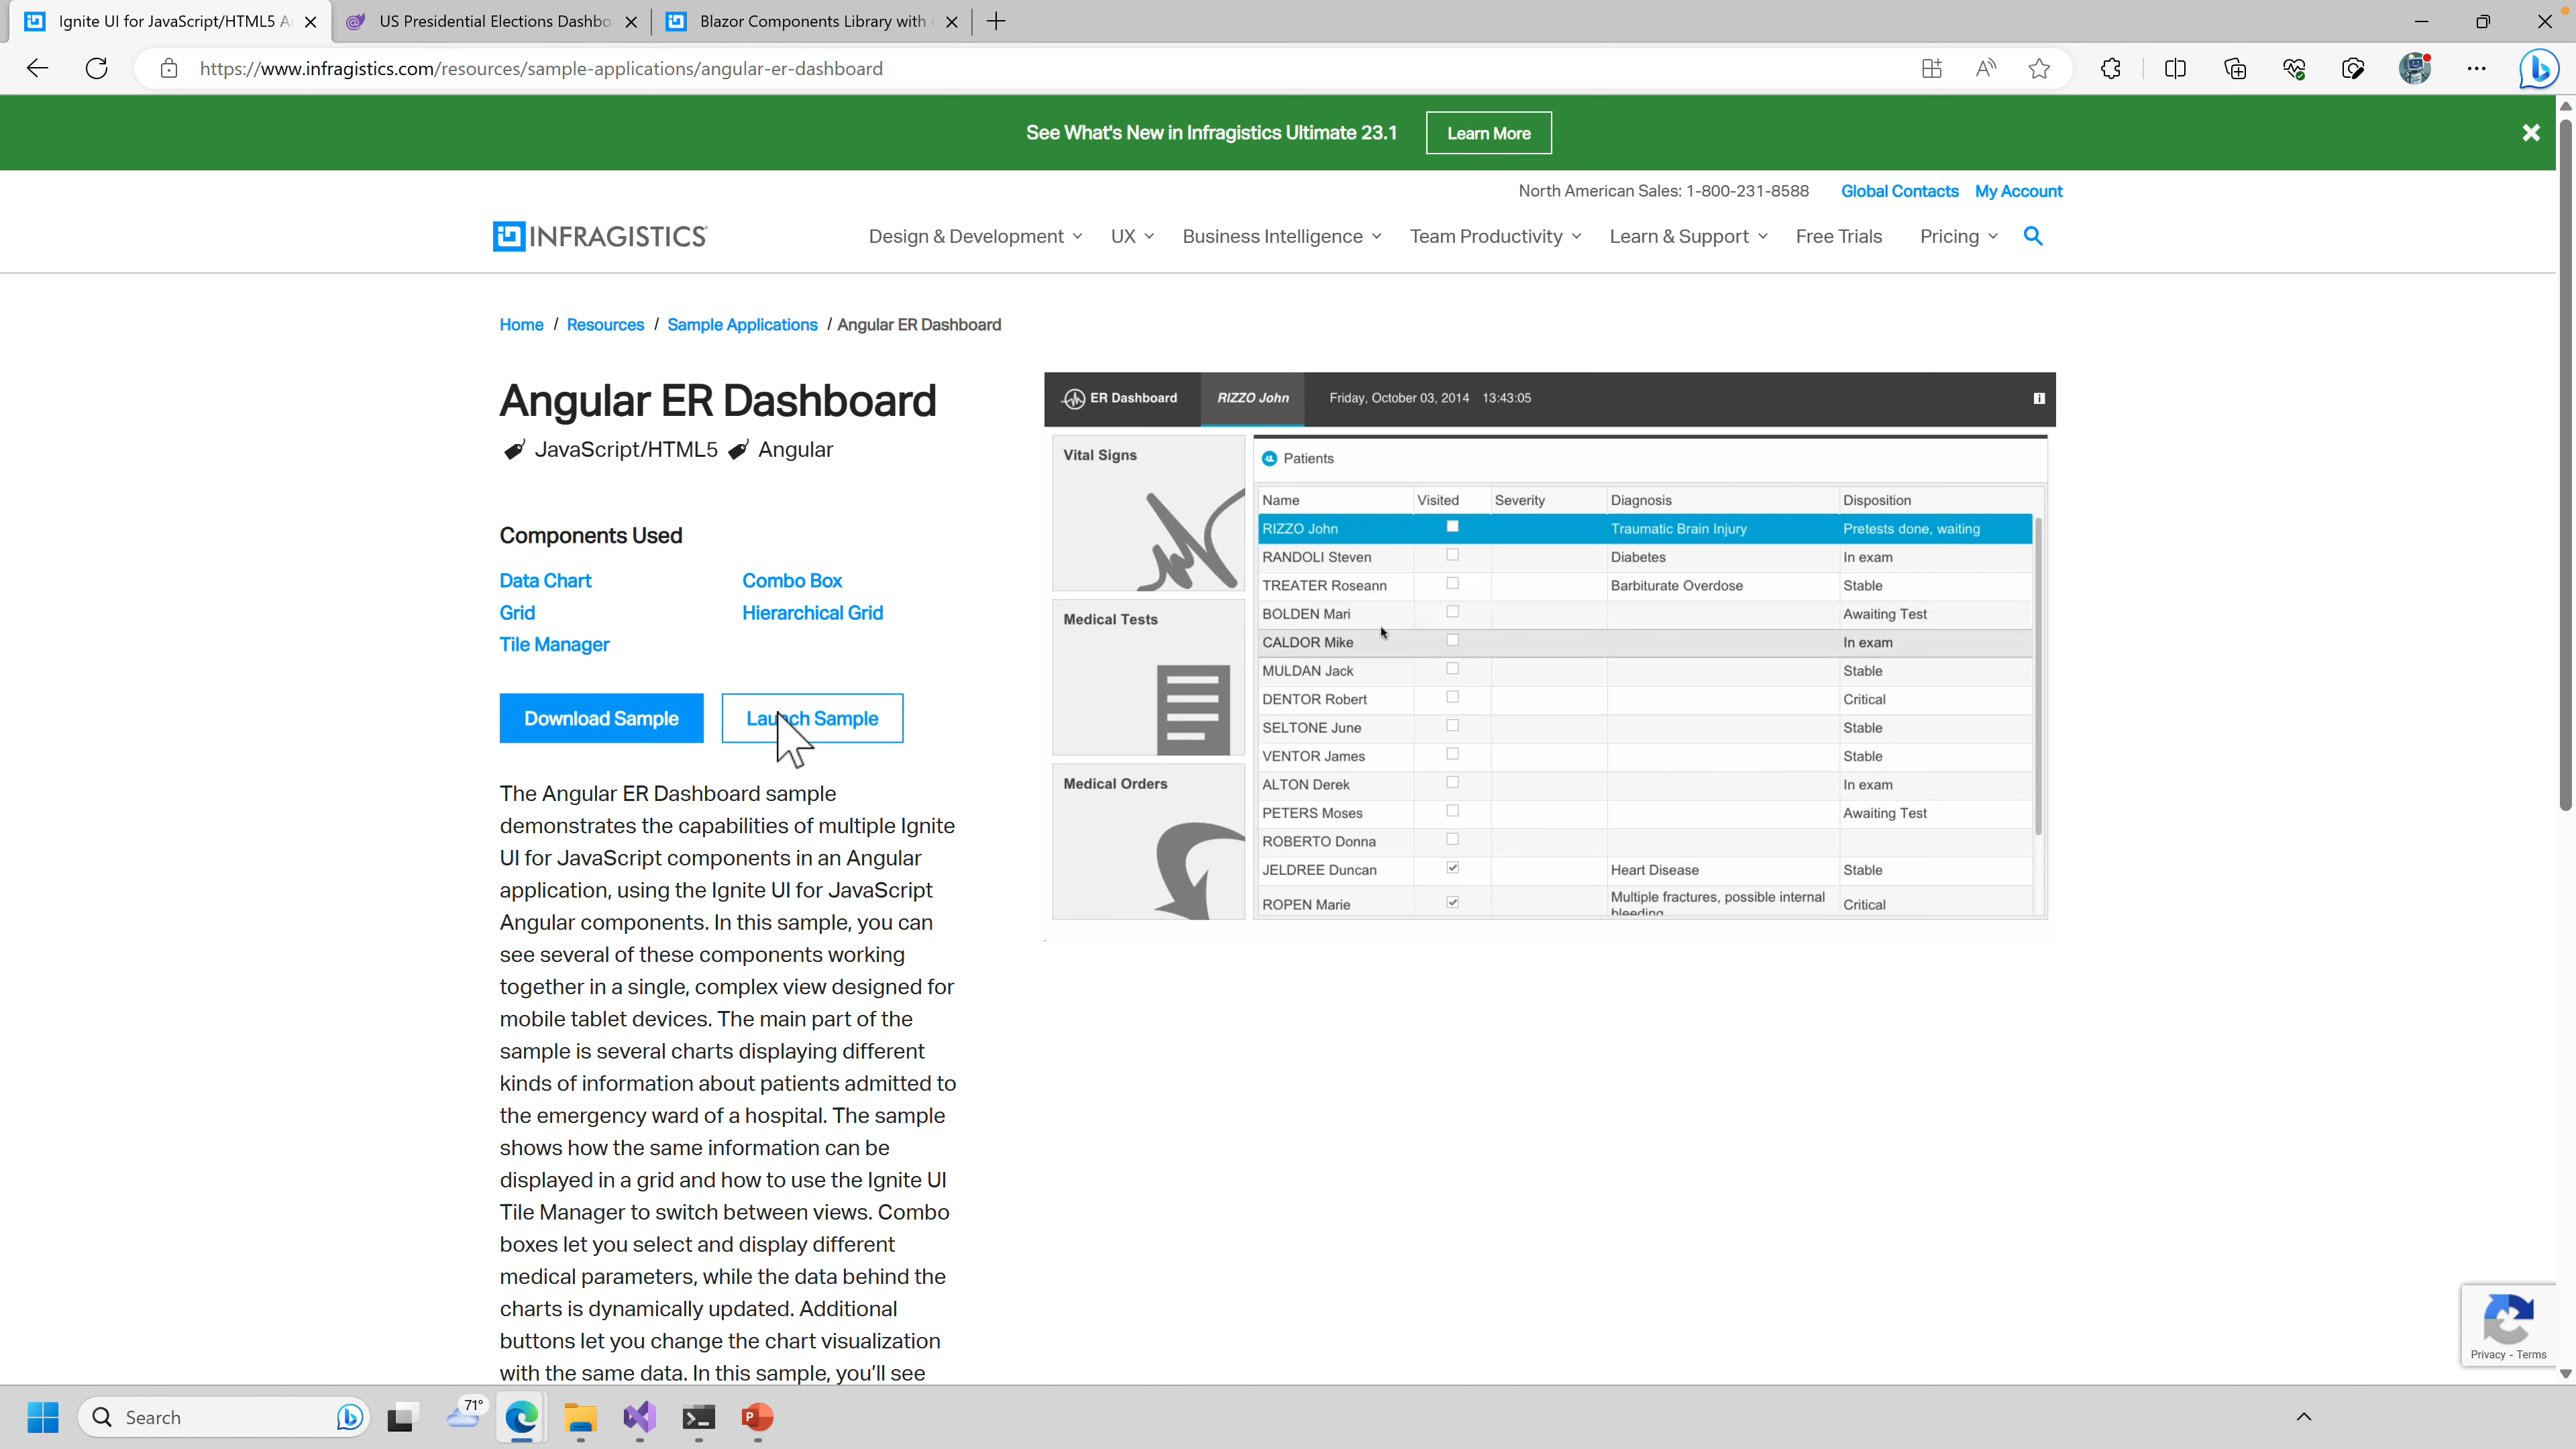 Ignite UI for JavaScript/HTML5 A
US Presidential Elections Dashbo
Blazor Components Library with
https://www.infragistics.com/resources/sample-applications/angular-er-dashboard
See What's New in Infragistics Ultimate 23.1
Learn More
North American Sales: 1-800-231-8588
Global Contacts
My Account
INFRAGISTICS
Design & Development
UX
Business Intelligence
Team Productivity
Learn & Support
Free Trials
Pricing
Home / Resources / Sample Applications / Angular ER Dashboard
Angular ER Dashboard
JavaScript/HTML5 Angular
Components Used
Data Chart
Combo Box
Grid
Hierarchical Grid
Tile Manager
Download Sample
Launch Sample
The Angular ER Dashboard sample
demonstrates the capabilities of multiple Ignite
UI for JavaScript components in an Angular
application, using the Ignite UI for JavaScript
Angular components. In this sample, you can
see several of these components working
together in a single, complex view designed for
mobile tablet devices. The main part of the
sample is several charts displaying different
kinds of information about patients admitted to
the emergency ward of a hospital. The sample
shows how the same information can be
displayed in a grid and how to use the Ignite UI
Tile Manager to switch between views. Combo
boxes let you select and display different
medical parameters, while the data behind the
charts is dynamically updated. Additional
buttons let you change the chart visualization
with the same data. In this sample, you'll see
ER Dashboard
RIZZO John
Friday, October 03, 2014 13:43:05
Vital Signs
Medical Tests
Medical Orders
Patients
Name Visited Severity Diagnosis Disposition
RIZZO John Traumatic Brain Injury Pretests done, waiting
RANDOLI Steven Diabetes In exam
TREATER Roseann Barbiturate Overdose Stable
BOLDEN Mari Awaiting Test
CALDOR Mike In exam
MULDAN Jack Stable
DENTOR Robert Critical
SELTONE June Stable
VENTOR James Stable
ALTON Derek In exam
PETERS Moses Awaiting Test
ROBERTO Donna
JELDREE Duncan Heart Disease Stable
ROPEN Marie Multiple fractures, possible internal Critical
bleeding
Privacy - Terms
Search
71°